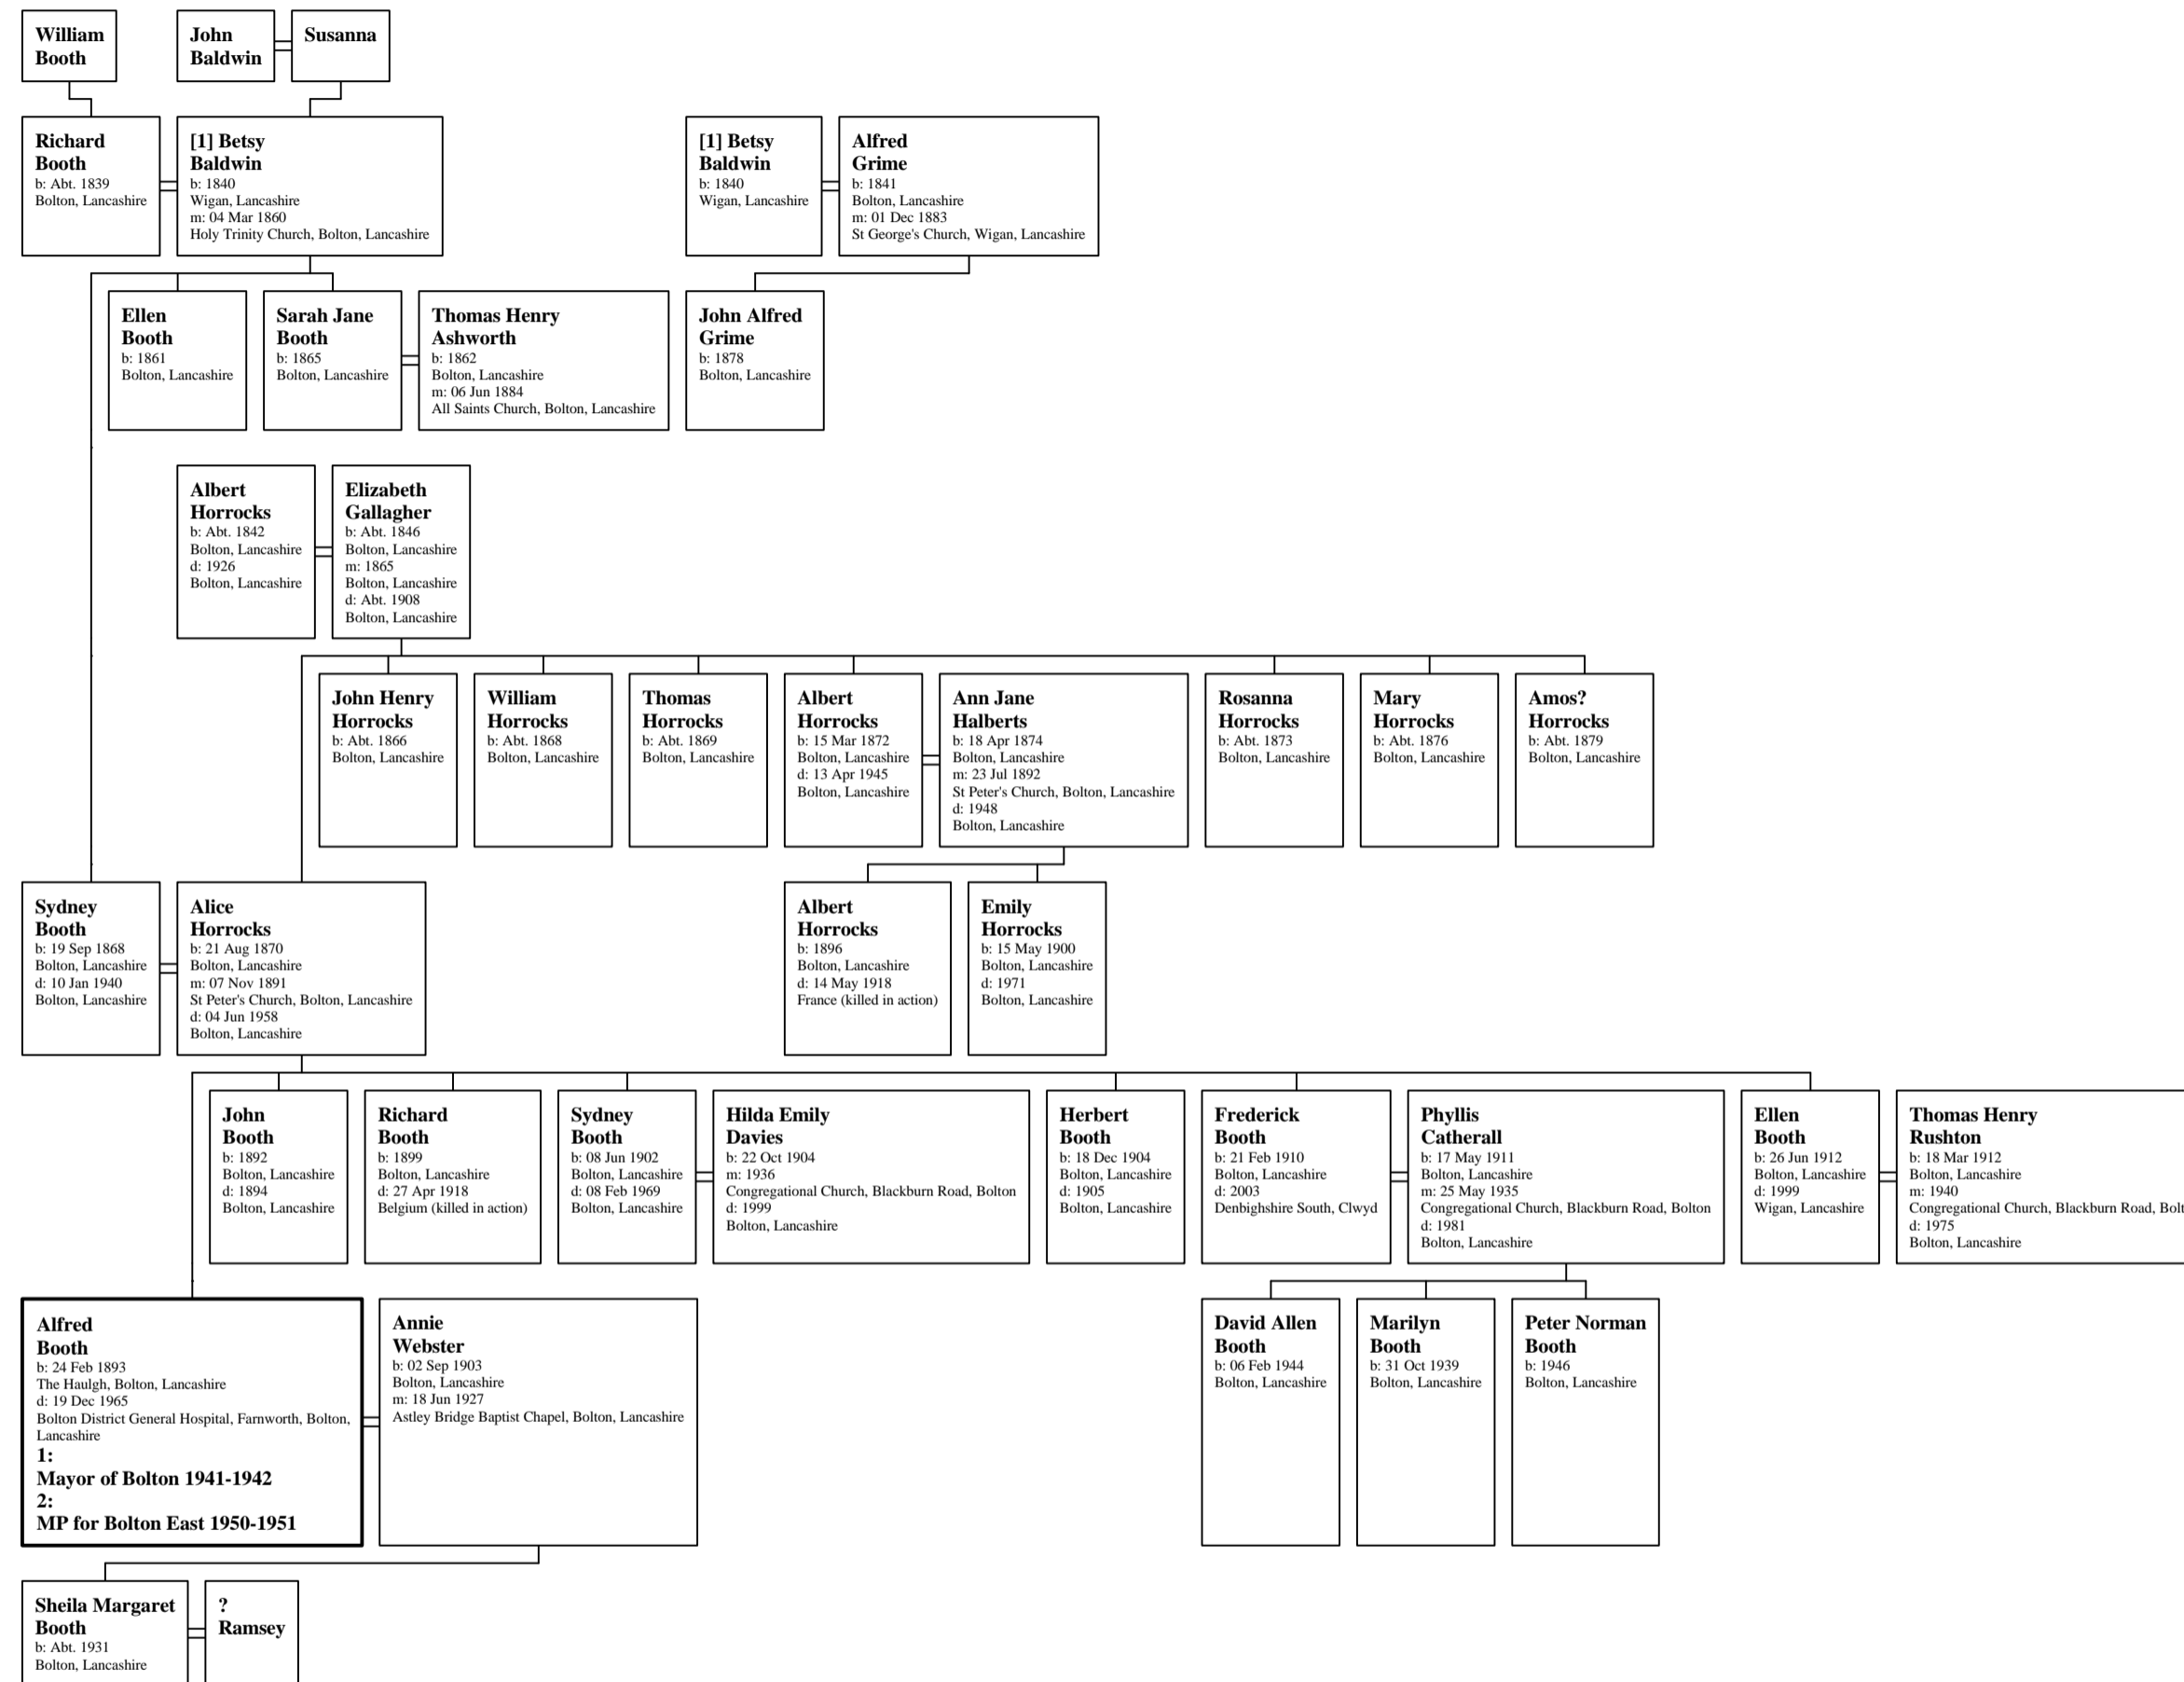 William
Booth
John
Baldwin
Susanna
Richard
Booth
b: Abt. 1839
Bolton, Lancashire
[1] Betsy
Baldwin
b: 1840
Wigan, Lancashire
m: 04 Mar 1860
Holy Trinity Church, Bolton, Lancashire
[1] Betsy
Baldwin
b: 1840
Wigan, Lancashire
Alfred
Grime
b: 1841
Bolton, Lancashire
m: 01 Dec 1883
St George's Church, Wigan, Lancashire
Ellen
Booth
b: 1861
Bolton, Lancashire
Sarah Jane
Booth
b: 1865
Bolton, Lancashire
Thomas Henry
Ashworth
b: 1862
Bolton, Lancashire
m: 06 Jun 1884
All Saints Church, Bolton, Lancashire
John Alfred
Grime
b: 1878
Bolton, Lancashire
Albert
Horrocks
b: Abt. 1842
Bolton, Lancashire
d: 1926
Bolton, Lancashire
Elizabeth
Gallagher
b: Abt. 1846
Bolton, Lancashire
m: 1865
Bolton, Lancashire
d: Abt. 1908
Bolton, Lancashire
John Henry
Horrocks
b: Abt. 1866
Bolton, Lancashire
William
Horrocks
b: Abt. 1868
Bolton, Lancashire
Thomas
Horrocks
b: Abt. 1869
Bolton, Lancashire
Albert
Horrocks
b: 15 Mar 1872
Bolton, Lancashire
d: 13 Apr 1945
Bolton, Lancashire
Ann Jane
Halberts
b: 18 Apr 1874
Bolton, Lancashire
m: 23 Jul 1892
St Peter's Church, Bolton, Lancashire
d: 1948
Bolton, Lancashire
Rosanna
Horrocks
b: Abt. 1873
Bolton, Lancashire
Mary
Horrocks
b: Abt. 1876
Bolton, Lancashire
Amos?
Horrocks
b: Abt. 1879
Bolton, Lancashire
Sydney
Booth
b: 19 Sep 1868
Bolton, Lancashire
d: 10 Jan 1940
Bolton, Lancashire
Alice
Horrocks
b: 21 Aug 1870
Bolton, Lancashire
m: 07 Nov 1891
St Peter's Church, Bolton, Lancashire
d: 04 Jun 1958
Bolton, Lancashire
Albert
Horrocks
b: 1896
Bolton, Lancashire
d: 14 May 1918
France (killed in action)
Emily
Horrocks
b: 15 May 1900
Bolton, Lancashire
d: 1971
Bolton, Lancashire
John
Booth
b: 1892
Bolton, Lancashire
d: 1894
Bolton, Lancashire
Richard
Booth
b: 1899
Bolton, Lancashire
d: 27 Apr 1918
Belgium (killed in action)
Sydney
Booth
b: 08 Jun 1902
Bolton, Lancashire
d: 08 Feb 1969
Bolton, Lancashire
Hilda Emily
Davies
b: 22 Oct 1904
m: 1936
Congregational Church, Blackburn Road, Bolton
d: 1999
Bolton, Lancashire
Herbert
Booth
b: 18 Dec 1904
Bolton, Lancashire
d: 1905
Bolton, Lancashire
Frederick
Booth
b: 21 Feb 1910
Bolton, Lancashire
d: 2003
Denbighshire South, Clwyd
Phyllis
Catherall
b: 17 May 1911
Bolton, Lancashire
m: 25 May 1935
Congregational Church, Blackburn Road, Bolton
d: 1981
Bolton, Lancashire
Ellen
Booth
b: 26 Jun 1912
Bolton, Lancashire
d: 1999
Wigan, Lancashire
Thomas Henry
Rushton
b: 18 Mar 1912
Bolton, Lancashire
m: 1940
Congregational Church, Blackburn Road, Bolt
d: 1975
Bolton, Lancashire
Alfred
Booth
b: 24 Feb 1893
The Haulgh, Bolton, Lancashire
d: 19 Dec 1965
Bolton District General Hospital, Farnworth, Bolton,
Lancashire
1:
Mayor of Bolton 1941-1942
2:
MP for Bolton East 1950-1951
Annie
Webster
b: 02 Sep 1903
Bolton, Lancashire
m: 18 Jun 1927
Astley Bridge Baptist Chapel, Bolton, Lancashire
David Allen
Booth
b: 06 Feb 1944
Bolton, Lancashire
Marilyn
Booth
b: 31 Oct 1939
Bolton, Lancashire
Peter Norman
Booth
b: 1946
Bolton, Lancashire
Sheila Margaret
Booth
b: Abt. 1931
Bolton, Lancashire
?
Ramsey